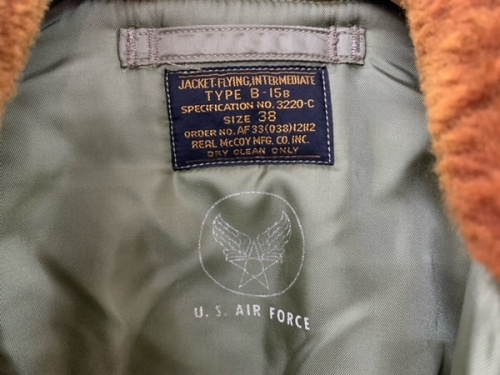 JACKET-FLYING, INTERMEDIATE
TYPE B-15B
SPECIFICATION NO. 3220-C
SIZE 38
ORDER NO. AF 33(038)12112
REAL McCOY MFG. CO. INC.
DRY CLEAN ONLY
U. S. AIR FORCE